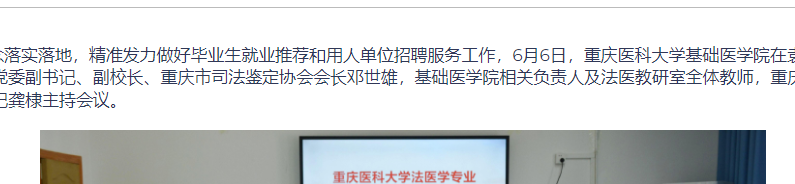 落实落地，精准发力做好毕业生就业推荐和用人单位招聘服务工作，6月6日，重庆医科大学基础医学院在
党委副书记、副校长、重庆市司法鉴定协会会长邓世雄，基础医学院相关负责人及法医教研室全体教师，重庆
记龚棣主持会议。
重庆医科大学法医学专业